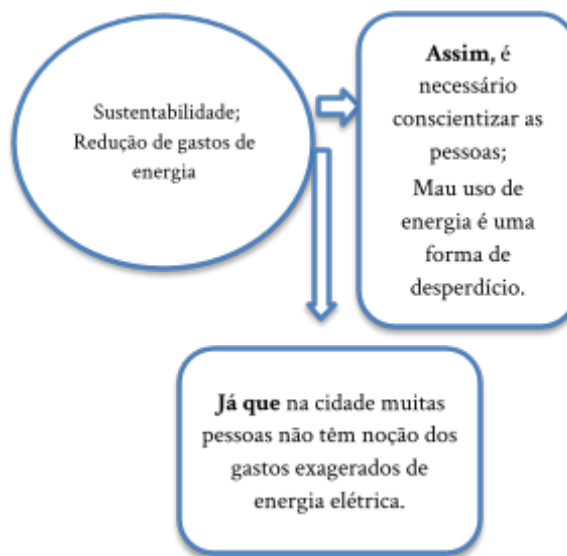 Sustentabilidade;
Redução de gastos de
energia
Assim, é
necessário
conscientizar as
pessoas;
Mau uso de
energia é uma
forma de
desperdício.
Já que na cidade muitas
pessoas não têm noção dos
gastos exagerados de
energia elétrica.